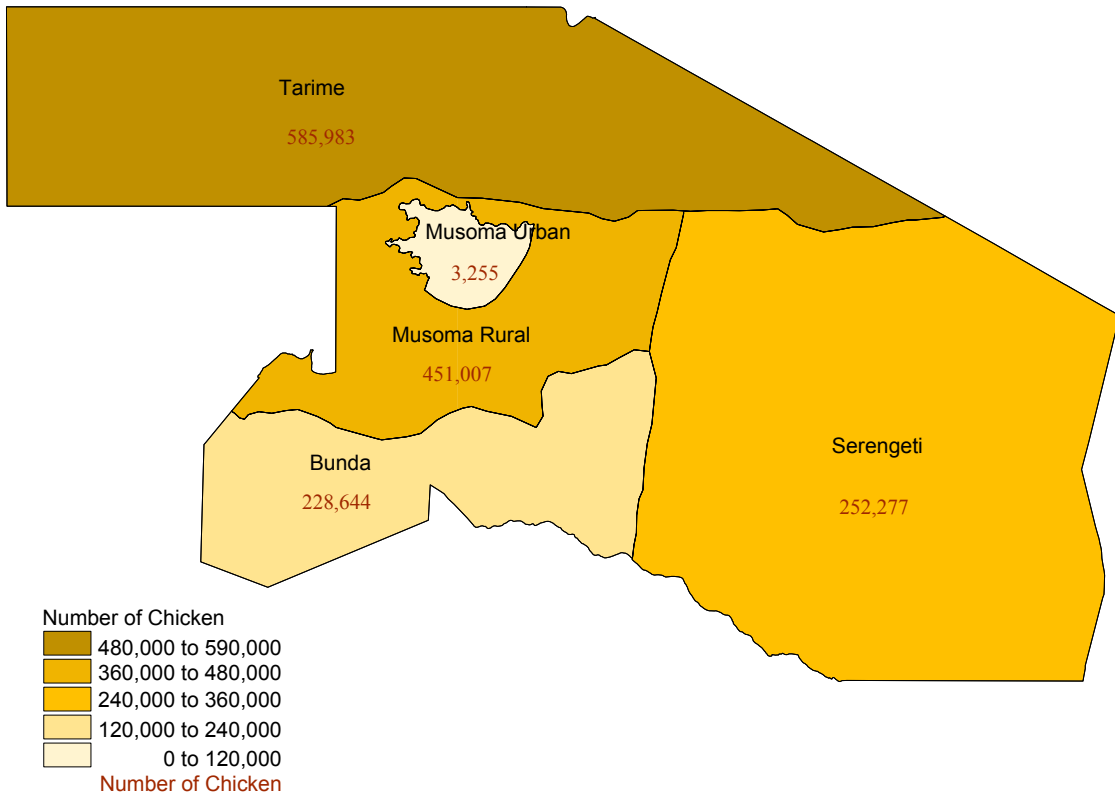 Tarime
585,983
Musoma Urban
3,255
Musoma Rural
451,007
Serengeti
252,277
Bunda
228,644
Number of Chicken
480,000 to 590,000
360,000 to 480,000
240,000 to 360,000
120,000 to 240,000
0 to 120,000
Number of Chicken